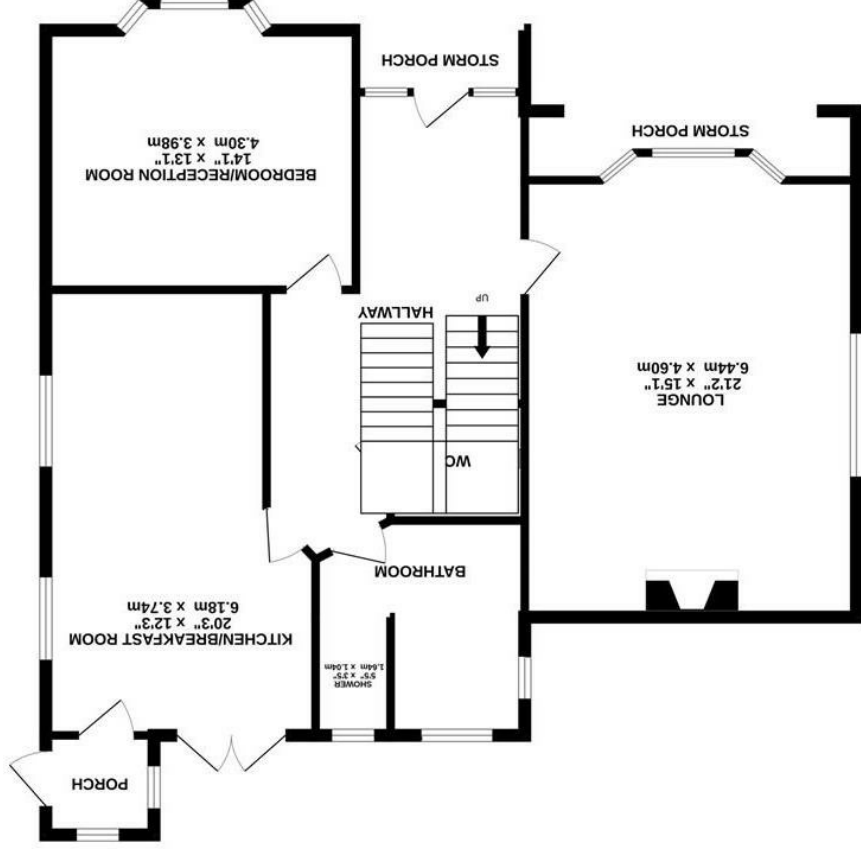 PORCH
KITCHEN/BREAKFAST ROOM
20'3" x 12'3"
6.18m x 3.74m
SHOWER
5'5" x 3'5"
1.64m x 1.04m
BATHROOM
WC
LOUNGE
21'2" x 15'1"
6.44m x 4.60m
HALLWAY
UP
BEDROOM/RECEPTION ROOM
14'1" x 13'1"
4.30m x 3.98m
STORM PORCH
STORM PORCH